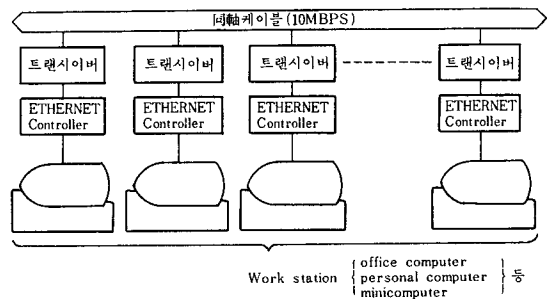 同軸케이블(10MBPS)
트랜시이버 트랜시이버 트랜시이버 트랜시이버
ETHERNET ETHERNET ETHERNET ETHERNET
Controller Controller Controller Controller
office computer
Work station { personal computer } 등
minicomputer